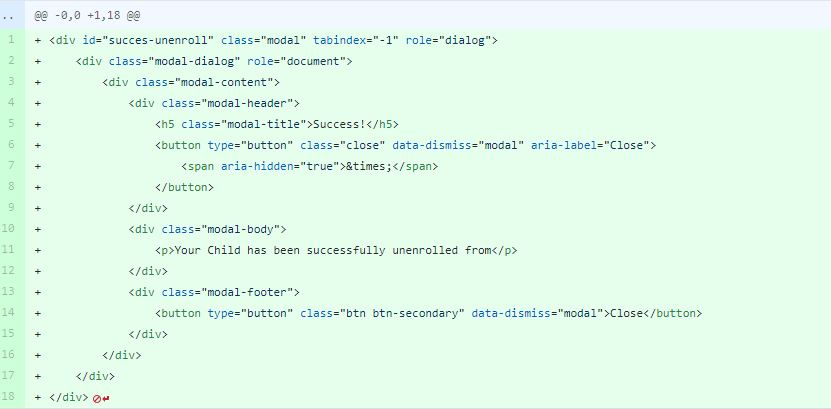 .. @@ -0,0 +1,18 @@
1 + <div id="succes-unenroll" class="modal" tabindex="-1" role="dialog">
2 +     <div class="modal-dialog" role="document">
3 +         <div class="modal-content">
4 +             <div class="modal-header">
5 +                 <h5 class="modal-title">Success!</h5>
6 +                 <button type="button" class="close" data-dismiss="modal" aria-label="Close">
7 +                     <span aria-hidden="true">&times;</span>
8 +                 </button>
9 +             </div>
10 +             <div class="modal-body">
11 +                 <p>Your Child has been successfully unenrolled from</p>
12 +             </div>
13 +             <div class="modal-footer">
14 +                 <button type="button" class="btn btn-secondary" data-dismiss="modal">Close</button>
15 +             </div>
16 +         </div>
17 +     </div>
18 + </div>